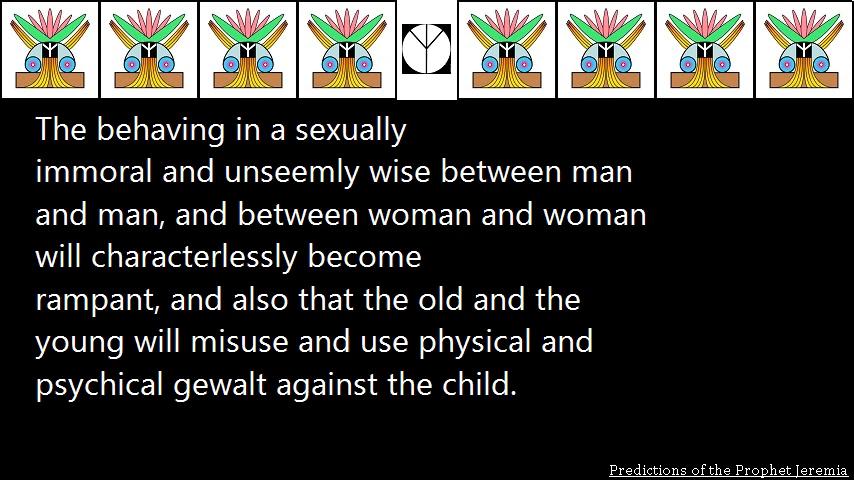 The behaving in a sexually
immoral and unseemly wise between man
and man, and between woman and woman
will characterlessly become
rampant, and also that the old and the
young will misuse and use physical and
psychical gewalt against the child.
Predictions of the Prophet Jeremia